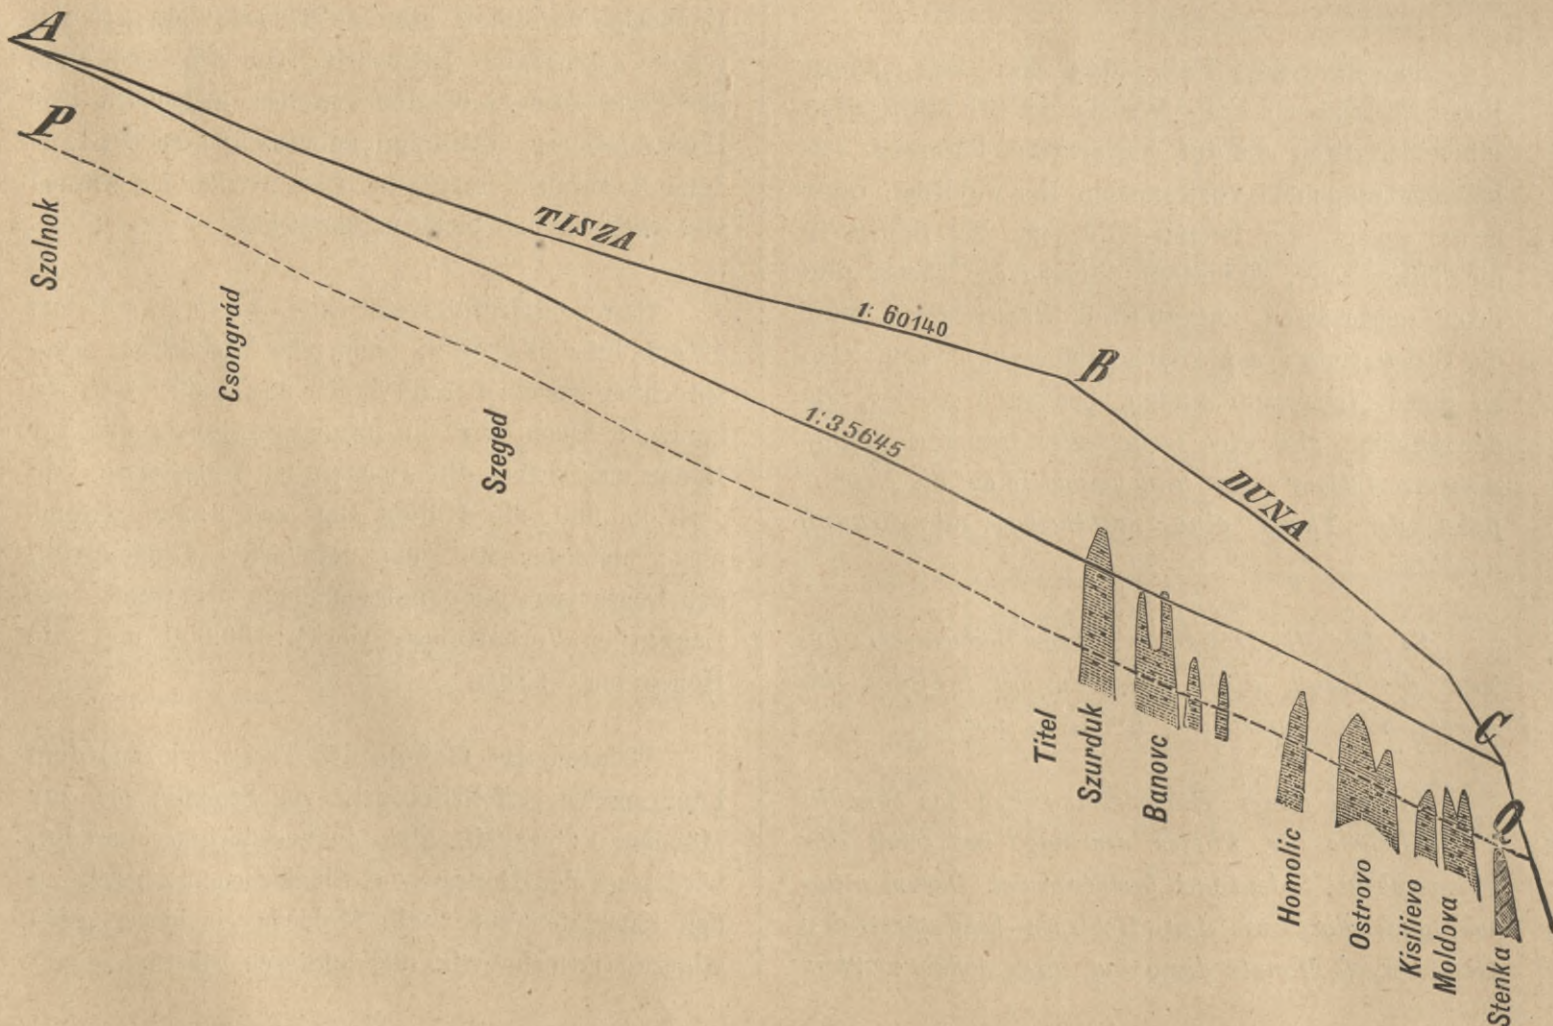 A
P
Szolnok
Csongrád
Szeged
TISZA
1: 60140
1:35645
B
DUNA
C
O
Titel
Szurduk
Banovc
Homolic
Ostrovo
Kisilievo
Moldova
Stenka